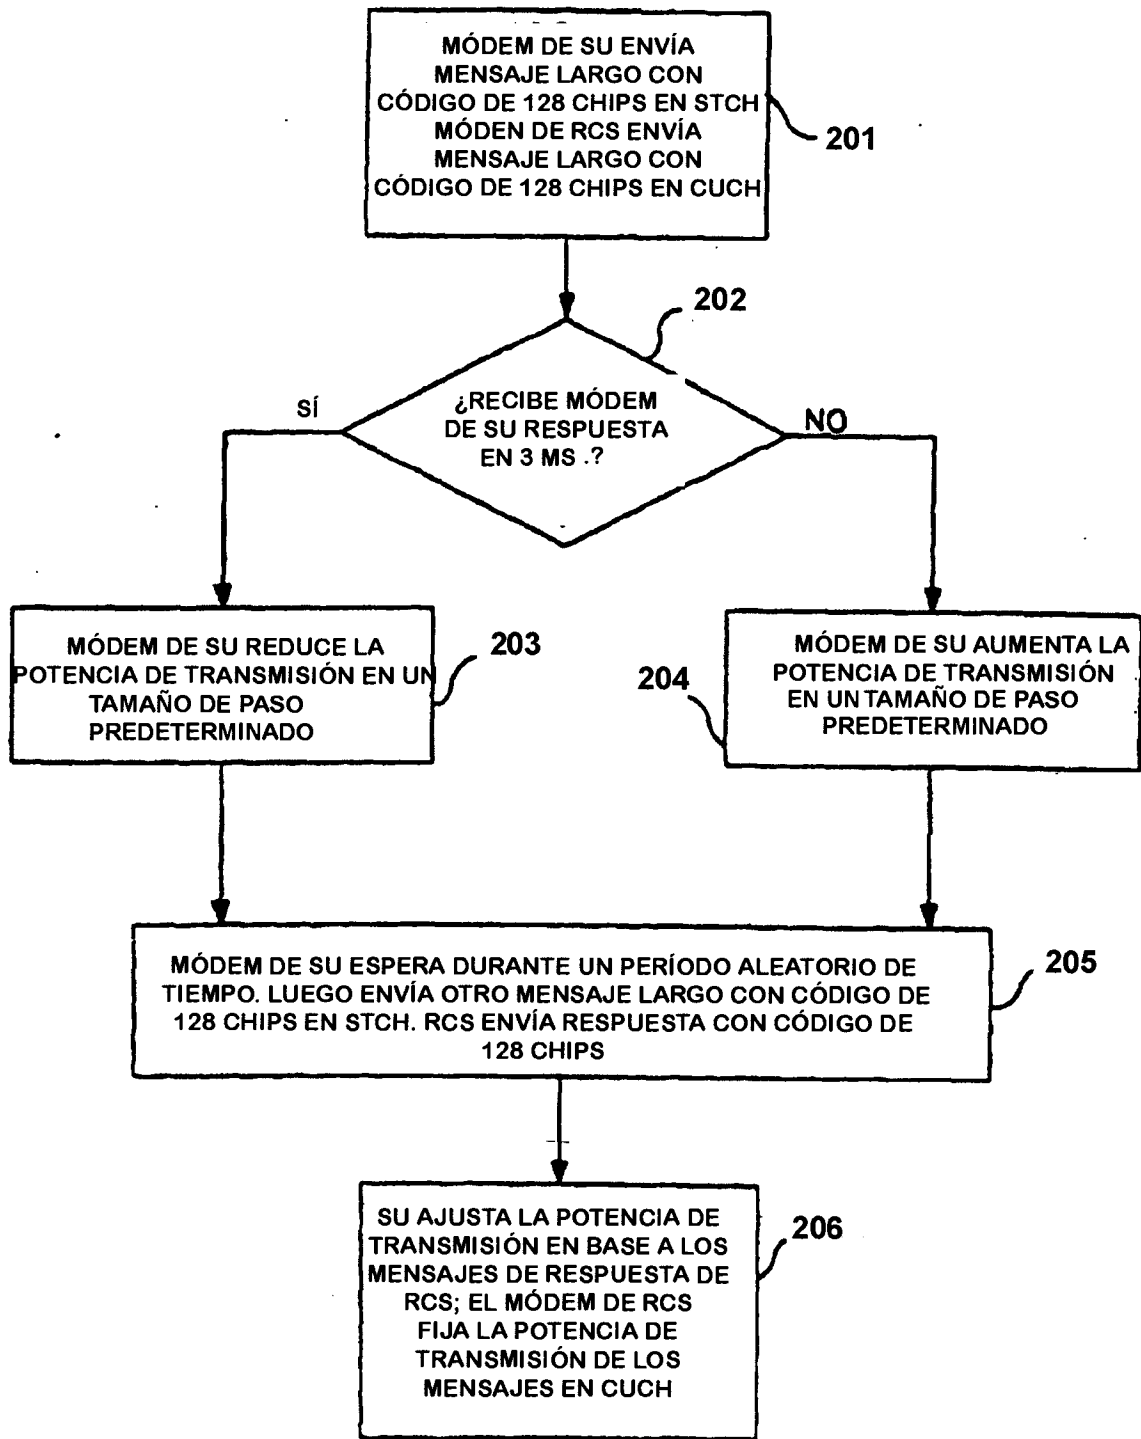 MÓDEM DE SU ENVÍA
MENSAJE LARGO CON
CÓDIGO DE 128 CHIPS EN STCH
MÓDEN DE RCS ENVÍA
MENSAJE LARGO CON
CÓDIGO DE 128 CHIPS EN CUCH
201
202
¿RECIBE MÓDEM
DE SU RESPUESTA
EN 3 MS .?
SÍ
NO
MÓDEM DE SU REDUCE LA
POTENCIA DE TRANSMISIÓN EN UN
TAMAÑO DE PASO
PREDETERMINADO
203
MÓDEM DE SU AUMENTA LA
POTENCIA DE TRANSMISIÓN
EN UN TAMAÑO DE PASO
PREDETERMINADO
204
MÓDEM DE SU ESPERA DURANTE UN PERÍODO ALEATORIO DE
TIEMPO. LUEGO ENVÍA OTRO MENSAJE LARGO CON CÓDIGO DE
128 CHIPS EN STCH. RCS ENVÍA RESPUESTA CON CÓDIGO DE
128 CHIPS
205
SU AJUSTA LA POTENCIA DE
TRANSMISIÓN EN BASE A LOS
MENSAJES DE RESPUESTA DE
RCS; EL MÓDEM DE RCS
FIJA LA POTENCIA DE
TRANSMISIÓN DE LOS
MENSAJES EN CUCH
206